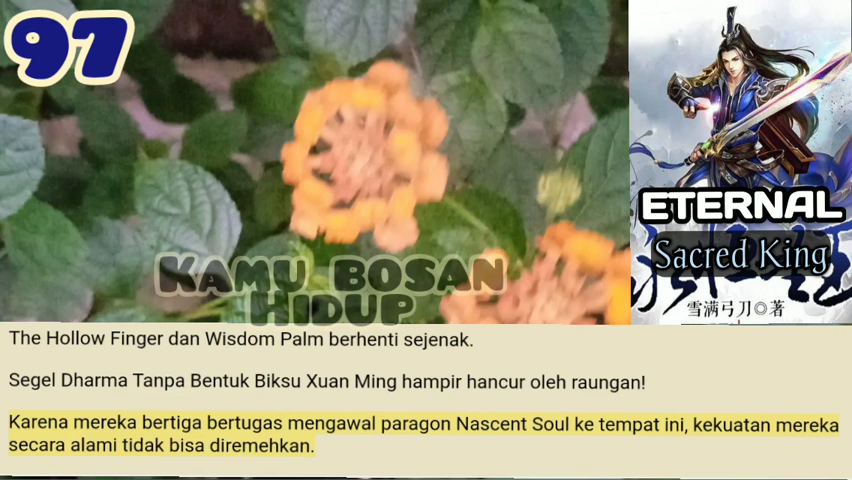 97
KAMU BOSAN
HIDUP
ETERNAL
Sacred King
雪满弓刀◎著
The Hollow Finger dan Wisdom Palm berhenti sejenak.
Segel Dharma Tanpa Bentuk Biksu Xuan Ming hampir hancur oleh raungan!
Karena mereka bertiga bertugas mengawal paragon Nascent Soul ke tempat ini, kekuatan mereka
secara alami tidak bisa diremehkan.